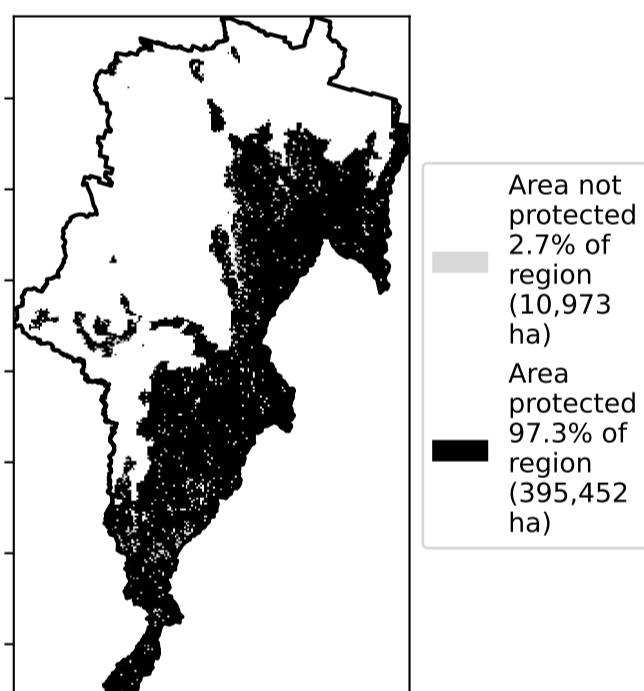 Area not
protected
2.7% of
region
(10,973
ha)
Area
protected
97.3% of
region
(395,452
ha)